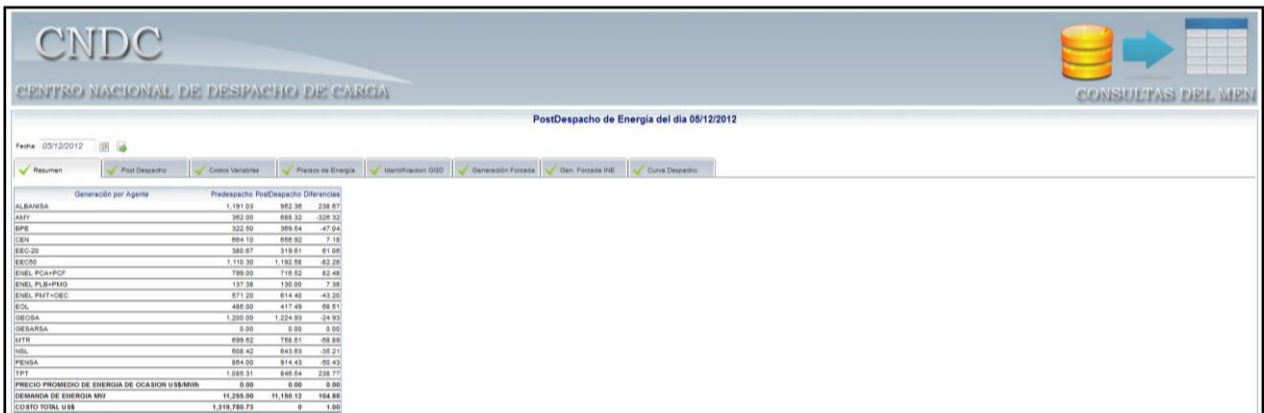 CNDC
CENTRO NACIONAL DE DESPACHO DE CARGA
CONSULTAS DEL MEN
PostDespacho de Energía del dia 05/12/2012
Fecha: 05/12/2012
Resumen Post Despacho Costos Variables Precios de Energía Identificacion GGD Generación Forzada Gen. Forzada INE Curva Despacho
Generación por Agente Predespacho PostDespacho Diferencias
ALBANISA 1,191.03 952.36 238.67
AMY 362.00 688.32 -326.32
BPE 322.50 369.54 -47.04
CEN 664.10 656.92 7.18
EEC-20 380.67 319.61 61.06
EEC50 1,110.30 1,192.58 -82.28
ENEL PCA+PCF 799.00 716.52 82.48
ENEL PLB+PMG 137.38 130.00 7.38
ENEL PMT+OEC 571.20 614.40 -43.20
EOL 486.00 417.49 68.51
GEOSA 1,200.00 1,224.93 -24.93
GESARSA 0.00 0.00 0.00
MTR 699.62 758.51 -58.89
NSL 608.42 643.63 -35.21
PENSA 864.00 914.43 -50.43
TPT 1,085.31 846.54 238.77
PRECIO PROMEDIO DE ENERGIA DE OCASION US$/MWh 0.00 0.00 0.00
DEMANDA DE ENERGIA MW 11,255.00 11,150.12 104.88
COSTO TOTAL US$ 1,319,780.73 0 1.00